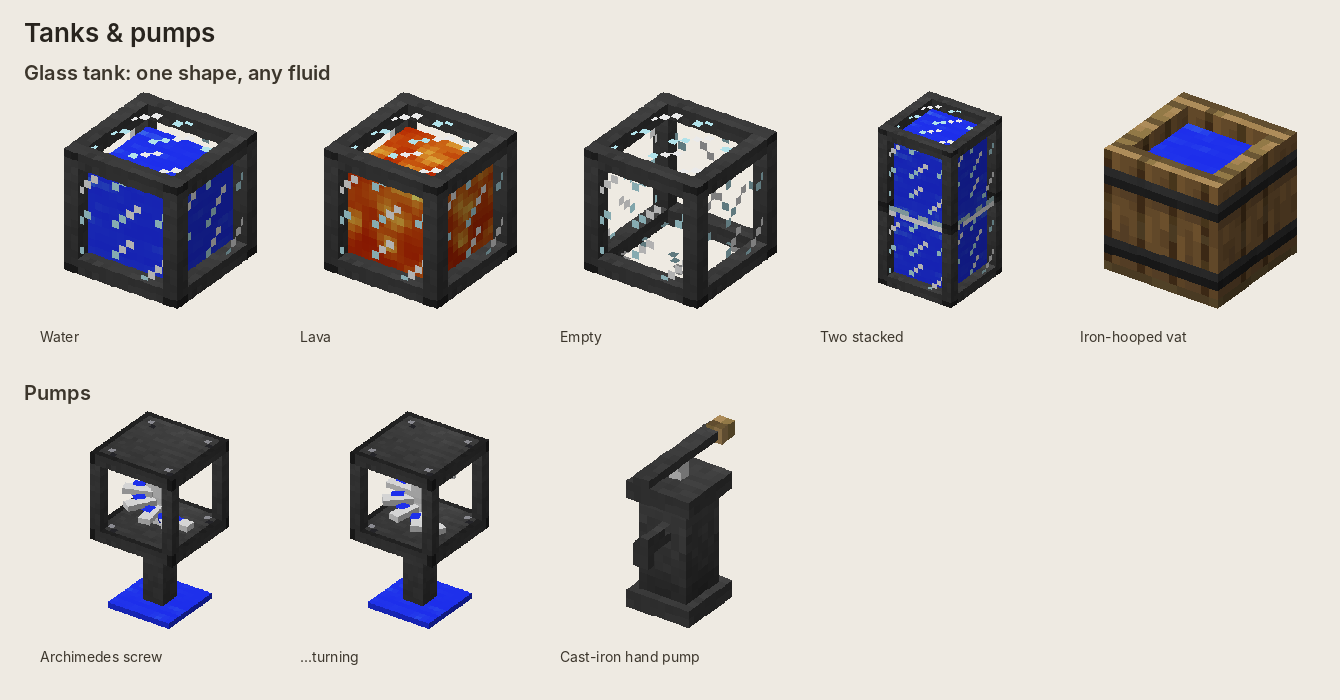 Tanks & pumps
Glass tank: one shape, any fluid
Water
Lava
Empty
Two stacked
Iron-hooped vat
Pumps
Archimedes screw
...turning
Cast-iron hand pump